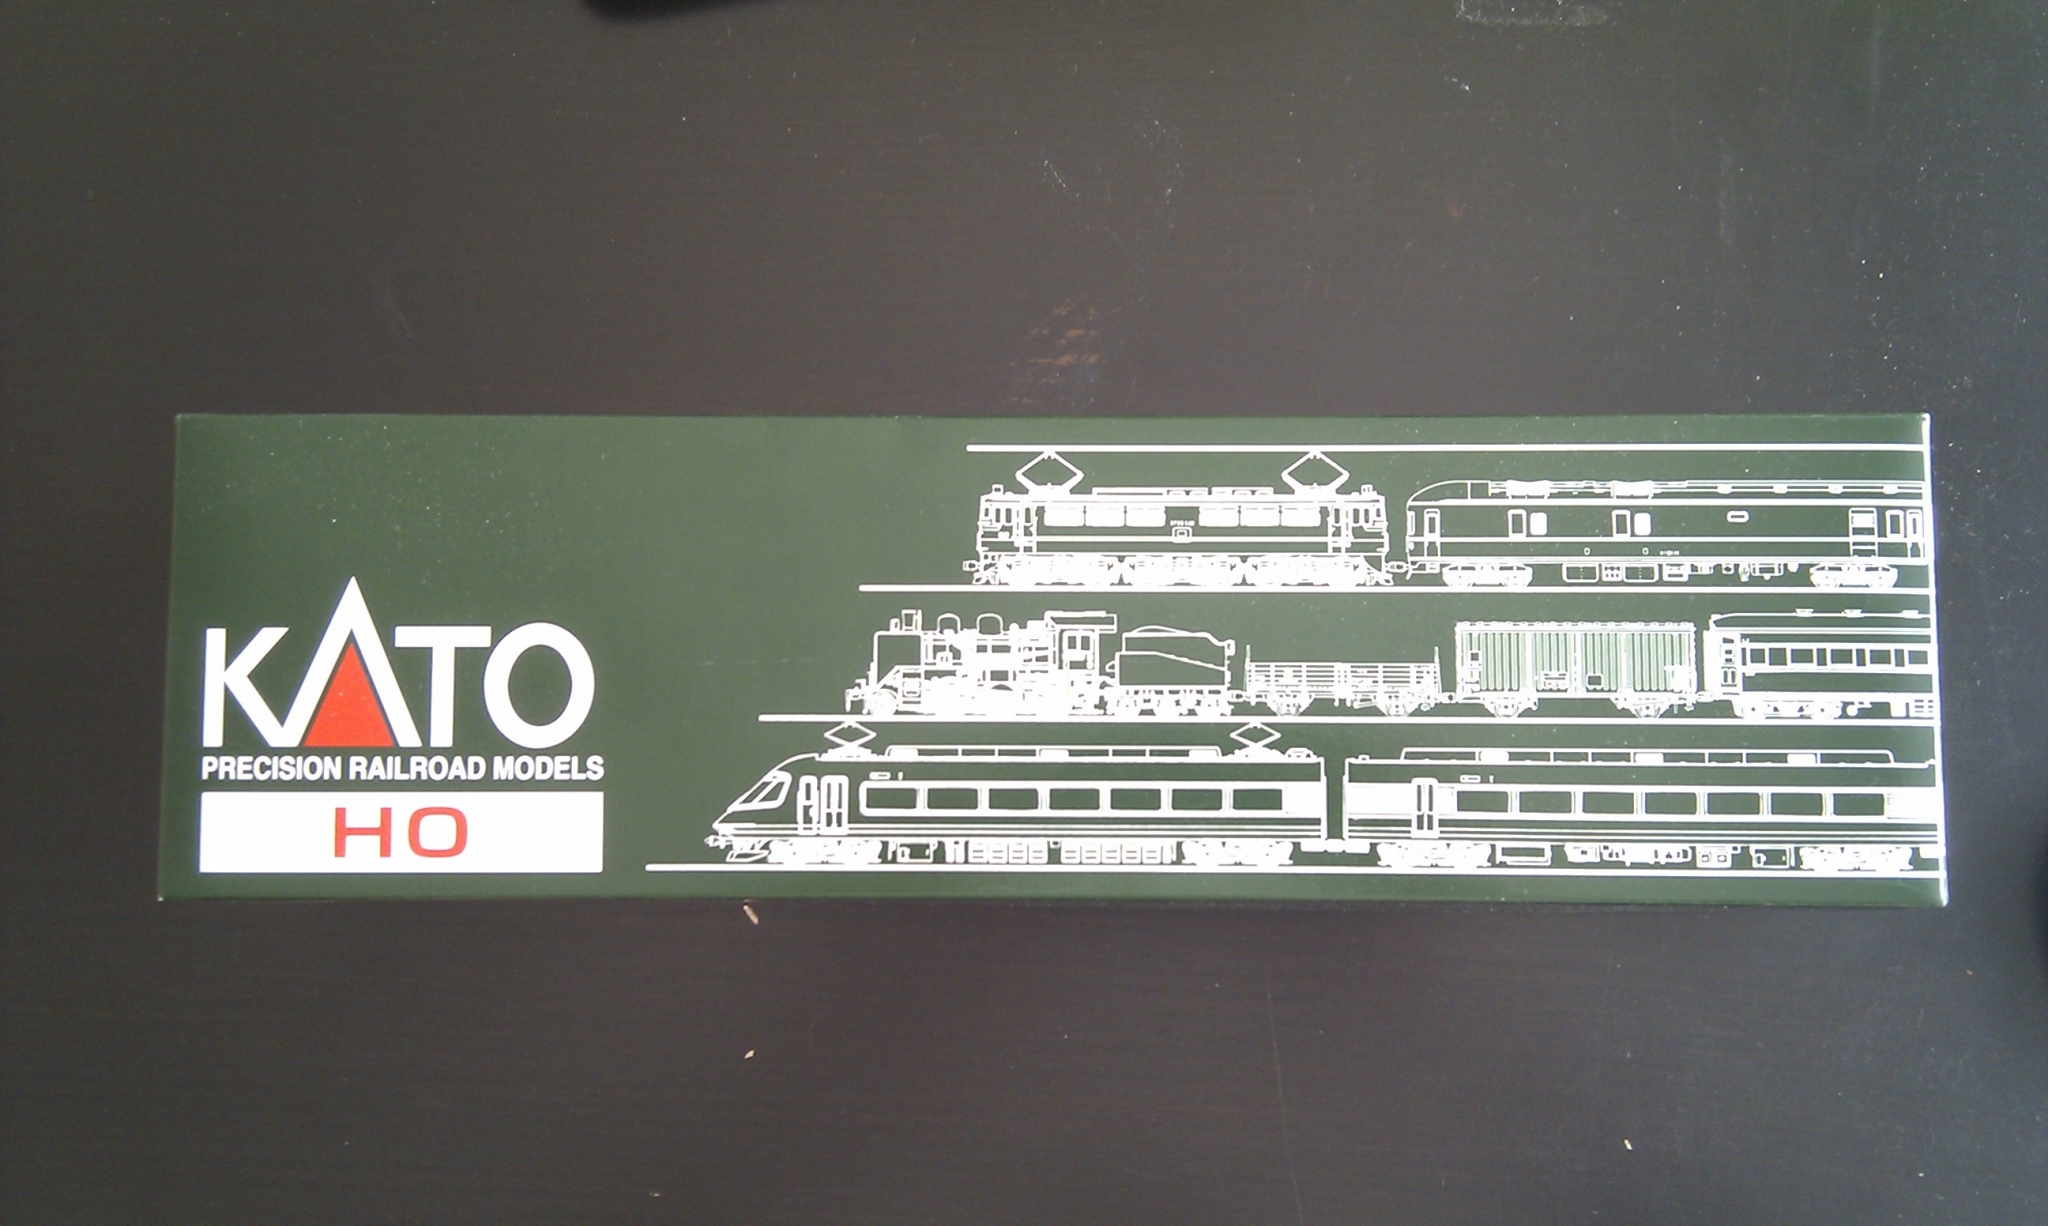 KATO
PRECISION RAILROAD MODELS
HO